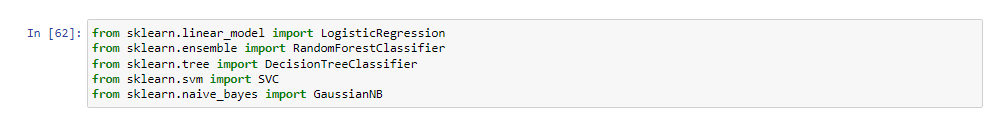 In [62]: from sklearn.linear_model import LogisticRegression
from sklearn.ensemble import RandomForestClassifier
from sklearn.tree import DecisionTreeClassifier
from sklearn.svm import SVC
from sklearn.naive_bayes import GaussianNB